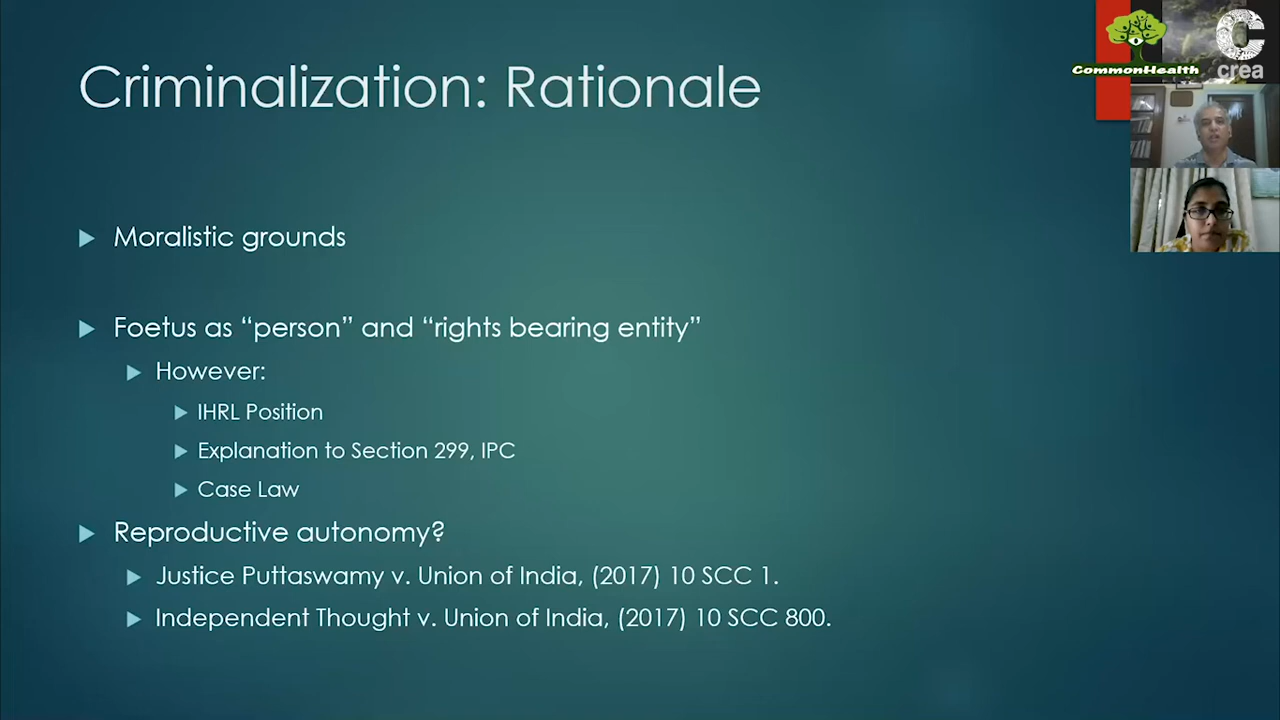 Criminalization: Rationale
CommonHealth
crea
Moralistic grounds
Foetus as “person” and “rights bearing entity”
However:
IHRL Position
Explanation to Section 299, IPC
Case Law
Reproductive autonomy?
Justice Puttaswamy v. Union of India, (2017) 10 SCC 1.
Independent Thought v. Union of India, (2017) 10 SCC 800.